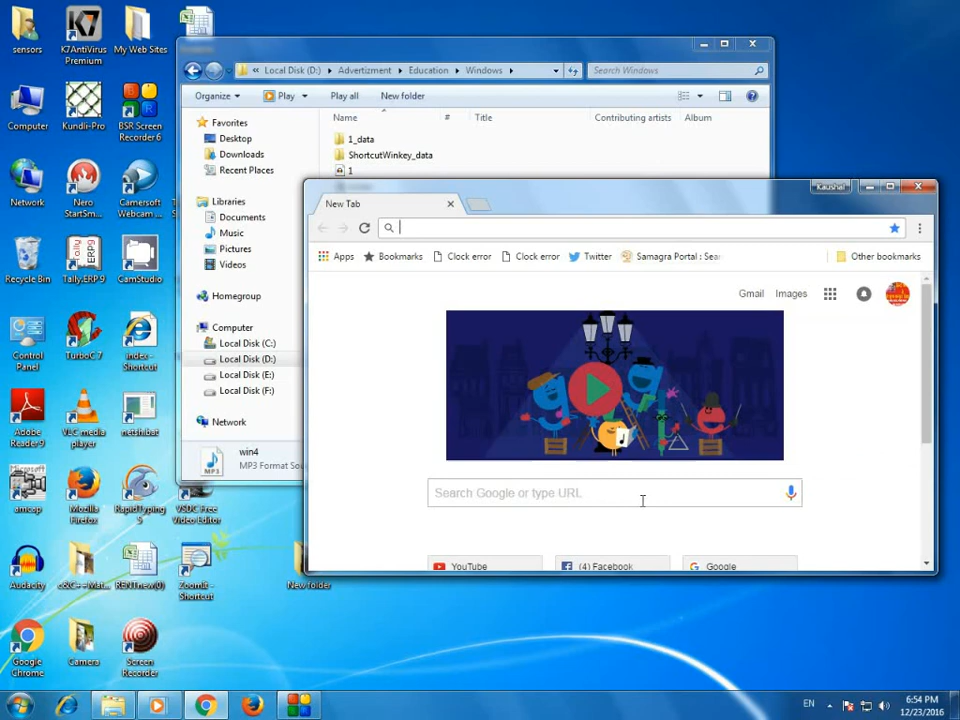 sensors
K7AntiVirus Premium
My Web Sites
Computer
Kundli-Pro
BSR Screen Recorder 6
Network
Nero StartSm...
Camersoft Webcam ...
Recycle Bin
Tally.ERP 9
CamStudio
Control Panel
TurboC 7
index - Shortcut
Adobe Reader 9
VLC media player
netsh.bat
amcap
Mozilla Firefox
RapidTyping 5
VSDC Free Video Editor
Audacity
RENTnew(0)
ZoomIt - Shortcut
New folder
Google Chrome
Camera
Screen Recorder
« Local Disk (D:) ▸ Advertizment ▸ Education ▸ Windows ▸
Search Windows
Organize ▾ Play ▾ Play all New folder
Name # Title Contributing artists Album
Favorites
Desktop
Downloads
Recent Places
Libraries
Documents
Music
Pictures
Videos
Homegroup
Computer
Local Disk (C:)
Local Disk (D:)
Local Disk (E:)
Local Disk (F:)
Network
1_data
ShortcutWinkey_data
1
win4
MP3 Format Sou
MP3
Kaushal
New Tab
Apps Bookmarks Clock error Clock error Twitter Samagra Portal : Sear Other bookmarks
Gmail Images
Search Google or type URL
YouTube (4) Facebook Google
EN
6:54 PM
12/23/2016